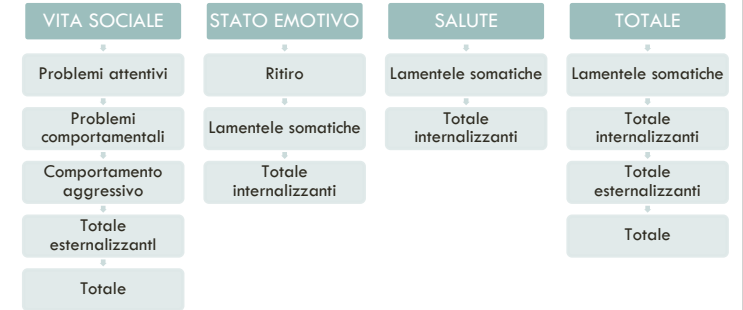 VITA SOCIALE
Problemi attentivi
Problemi
comportamentali
Comportamento
aggressivo
Totale
esternalizzantl
Totale
STATO EMOTIVO
Ritiro
Lamentele somatiche
Totale
internalizzanti
SALUTE
Lamentele somatiche
Totale
internalizzanti
TOTALE
Lamentele somatiche
Totale
internalizzanti
Totale
esternalizzanti
Totale